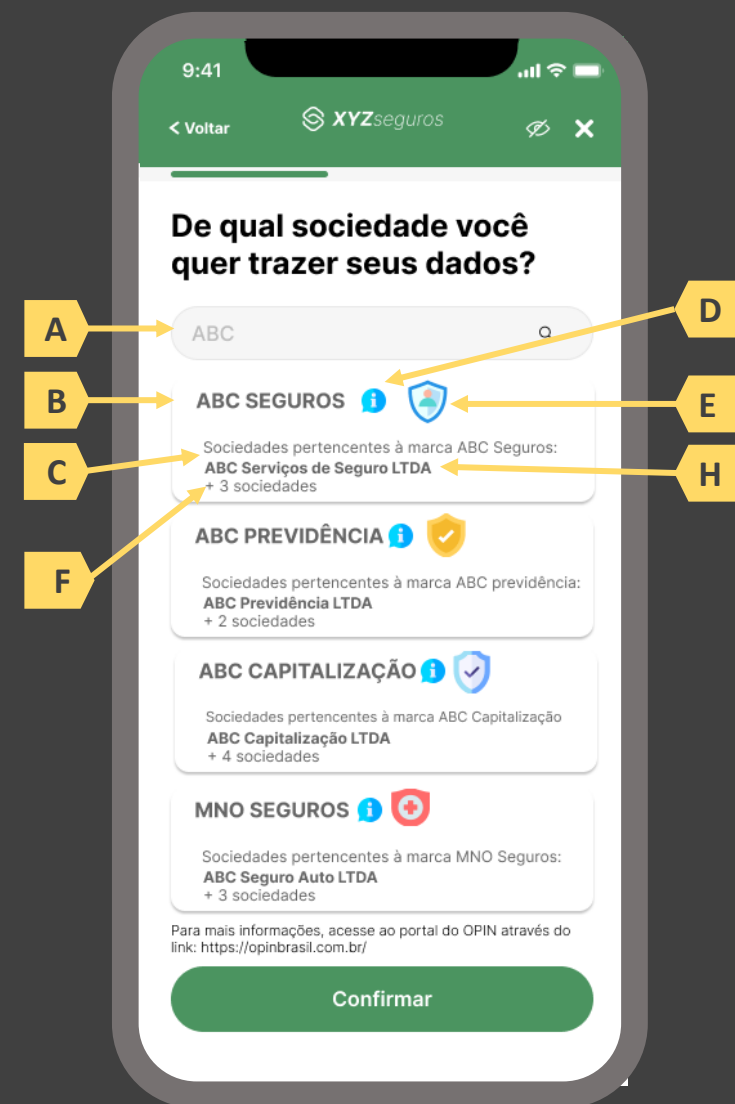 9:41
< Voltar
XYZseguros
De qual sociedade você
quer trazer seus dados?
A
ABC
D
B
ABC SEGUROS
E
C
Sociedades pertencentes à marca ABC Seguros:
ABC Serviços de Seguro LTDA
H
+ 3 sociedades
F
ABC PREVIDÊNCIA
Sociedades pertencentes à marca ABC previdência:
ABC Previdência LTDA
+ 2 sociedades
ABC CAPITALIZAÇÃO
Sociedades pertencentes à marca ABC Capitalização
ABC Capitalização LTDA
+ 4 sociedades
MNO SEGUROS
Sociedades pertencentes à marca MNO Seguros:
ABC Seguro Auto LTDA
+ 3 sociedades
Para mais informações, acesse ao portal do OPIN através do
link: https://opinbrasil.com.br/
Confirmar